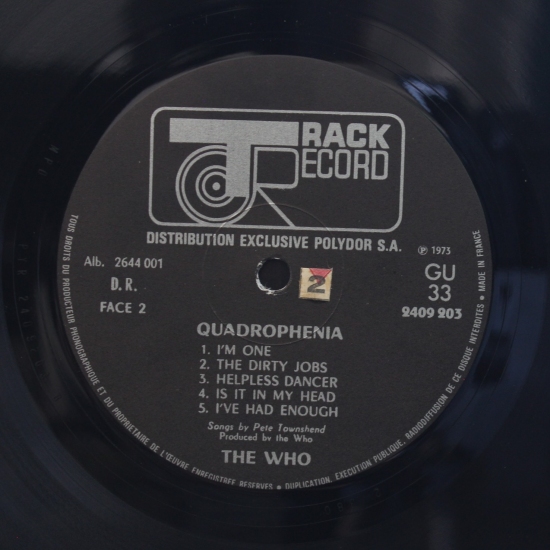 TRACK
RECORD
DISTRIBUTION EXCLUSIVE POLYDOR S.A.
℗ 1973
Alb. 2644 001
D.R.
FACE 2
2
GU
33
2409 203
QUADROPHENIA
1. I'M ONE
2. THE DIRTY JOBS
3. HELPLESS DANCER
4. IS IT IN MY HEAD
5. I'VE HAD ENOUGH
Songs by Pete Townshend
Produced by the Who
THE WHO
TOUS DROITS DU PRODUCTEUR PHONOGRAPHIQUE ET DU PROPRIETAIRE DE L'ŒUVRE ENREGISTREE RESERVES • DUPLICATION, EXECUTION PUBLIQUE, RADIODIFFUSION DE CE DISQUE INTERDITES • MADE IN FRANCE